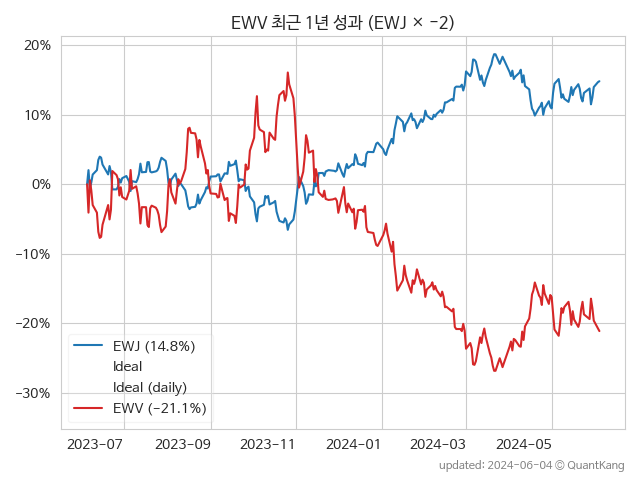 EWV 최근 1년 성과 (EWJ × −2)
20%
10%
0%
−10%
−20%
−30%
EWJ (14.8%)
Ideal
Ideal (daily)
EWV (−21.1%)
2023-07 2023-09 2023-11 2024-01 2024-03 2024-05
updated: 2024-06-04 ⓒ QuantKang